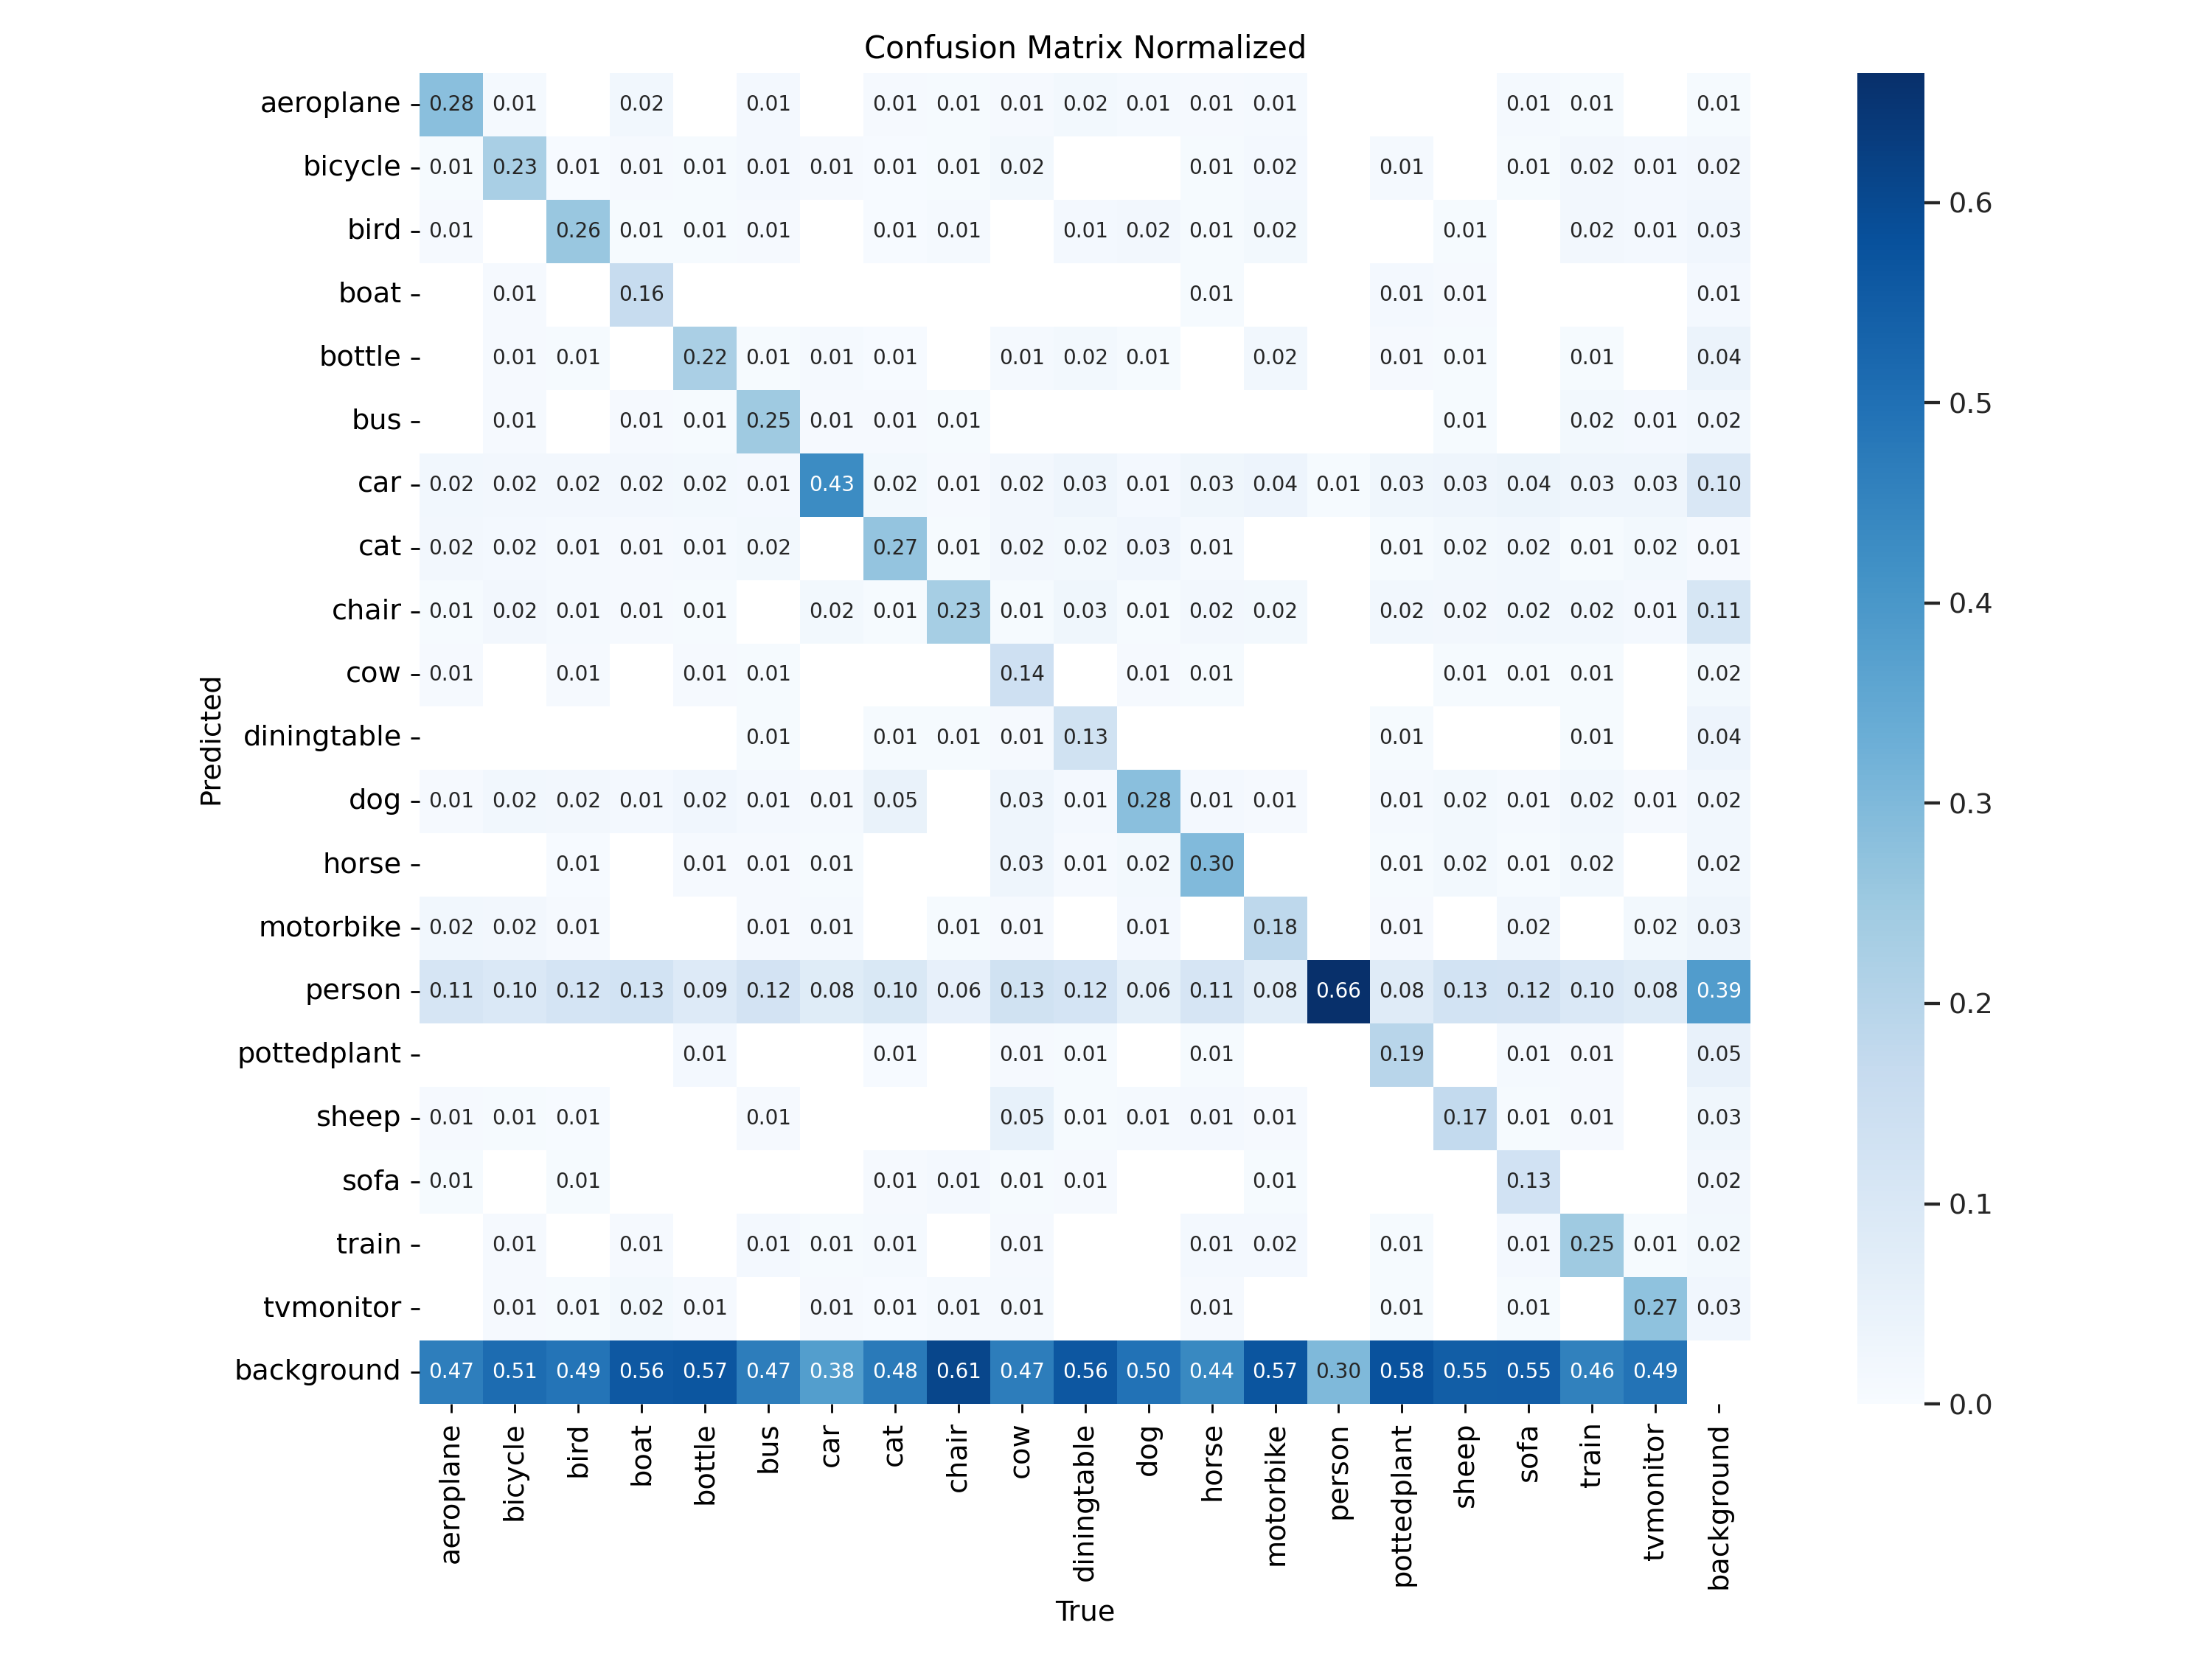 Confusion Matrix Normalized
aeroplane 0.28 0.01 0.02 0.01 0.01 0.01 0.01 0.02 0.01 0.01 0.01 0.01 0.01 0.01
bicycle 0.01 0.23 0.01 0.01 0.01 0.01 0.01 0.01 0.01 0.02 0.01 0.02 0.01 0.01 0.02 0.01 0.02
bird 0.01 0.26 0.01 0.01 0.01 0.01 0.01 0.01 0.02 0.01 0.02 0.01 0.02 0.01 0.03
boat 0.01 0.16 0.01 0.01 0.01 0.01
bottle 0.01 0.01 0.22 0.01 0.01 0.01 0.01 0.02 0.01 0.02 0.01 0.01 0.01 0.04
bus 0.01 0.01 0.01 0.25 0.01 0.01 0.01 0.01 0.02 0.01 0.02
car 0.02 0.02 0.02 0.02 0.02 0.01 0.43 0.02 0.01 0.02 0.03 0.01 0.03 0.04 0.01 0.03 0.03 0.04 0.03 0.03 0.10
cat 0.02 0.02 0.01 0.01 0.01 0.02 0.27 0.01 0.02 0.02 0.03 0.01 0.01 0.02 0.02 0.01 0.02 0.01
chair 0.01 0.02 0.01 0.01 0.01 0.02 0.01 0.23 0.01 0.03 0.01 0.02 0.02 0.02 0.02 0.02 0.02 0.01 0.11
cow 0.01 0.01 0.01 0.01 0.14 0.01 0.01 0.01 0.01 0.01 0.02
diningtable 0.01 0.01 0.01 0.01 0.13 0.01 0.01 0.04
dog 0.01 0.02 0.02 0.01 0.02 0.01 0.01 0.05 0.03 0.01 0.28 0.01 0.01 0.01 0.02 0.01 0.02 0.01 0.02
horse 0.01 0.01 0.01 0.01 0.03 0.01 0.02 0.30 0.01 0.02 0.01 0.02 0.02
motorbike 0.02 0.02 0.01 0.01 0.01 0.01 0.01 0.01 0.18 0.01 0.02 0.02 0.03
person 0.11 0.10 0.12 0.13 0.09 0.12 0.08 0.10 0.06 0.13 0.12 0.06 0.11 0.08 0.66 0.08 0.13 0.12 0.10 0.08 0.39
pottedplant 0.01 0.01 0.01 0.01 0.01 0.19 0.01 0.01 0.05
sheep 0.01 0.01 0.01 0.01 0.05 0.01 0.01 0.01 0.01 0.17 0.01 0.01 0.03
sofa 0.01 0.01 0.01 0.01 0.01 0.01 0.01 0.13 0.02
train 0.01 0.01 0.01 0.01 0.01 0.01 0.01 0.02 0.01 0.01 0.25 0.01 0.02
tvmonitor 0.01 0.01 0.02 0.01 0.01 0.01 0.01 0.01 0.01 0.01 0.01 0.27 0.03
background 0.47 0.51 0.49 0.56 0.57 0.47 0.38 0.48 0.61 0.47 0.56 0.50 0.44 0.57 0.30 0.58 0.55 0.55 0.46 0.49
Predicted
aeroplane bicycle bird boat bottle bus car cat chair cow diningtable dog horse motorbike person pottedplant sheep sofa train tvmonitor background
True
0.6
0.5
0.4
0.3
0.2
0.1
0.0